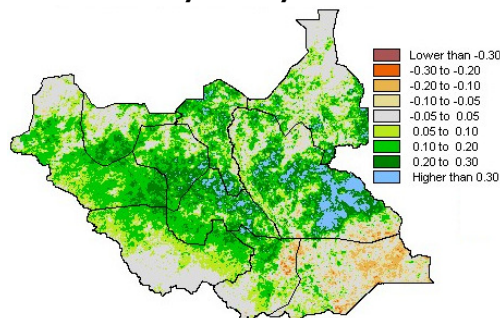 Lower than -0.30
-0.30 to -0.20
-0.20 to -0.10
-0.10 to -0.05
-0.05 to 0.05
0.05 to 0.10
0.10 to 0.20
0.20 to 0.30
Higher than 0.30